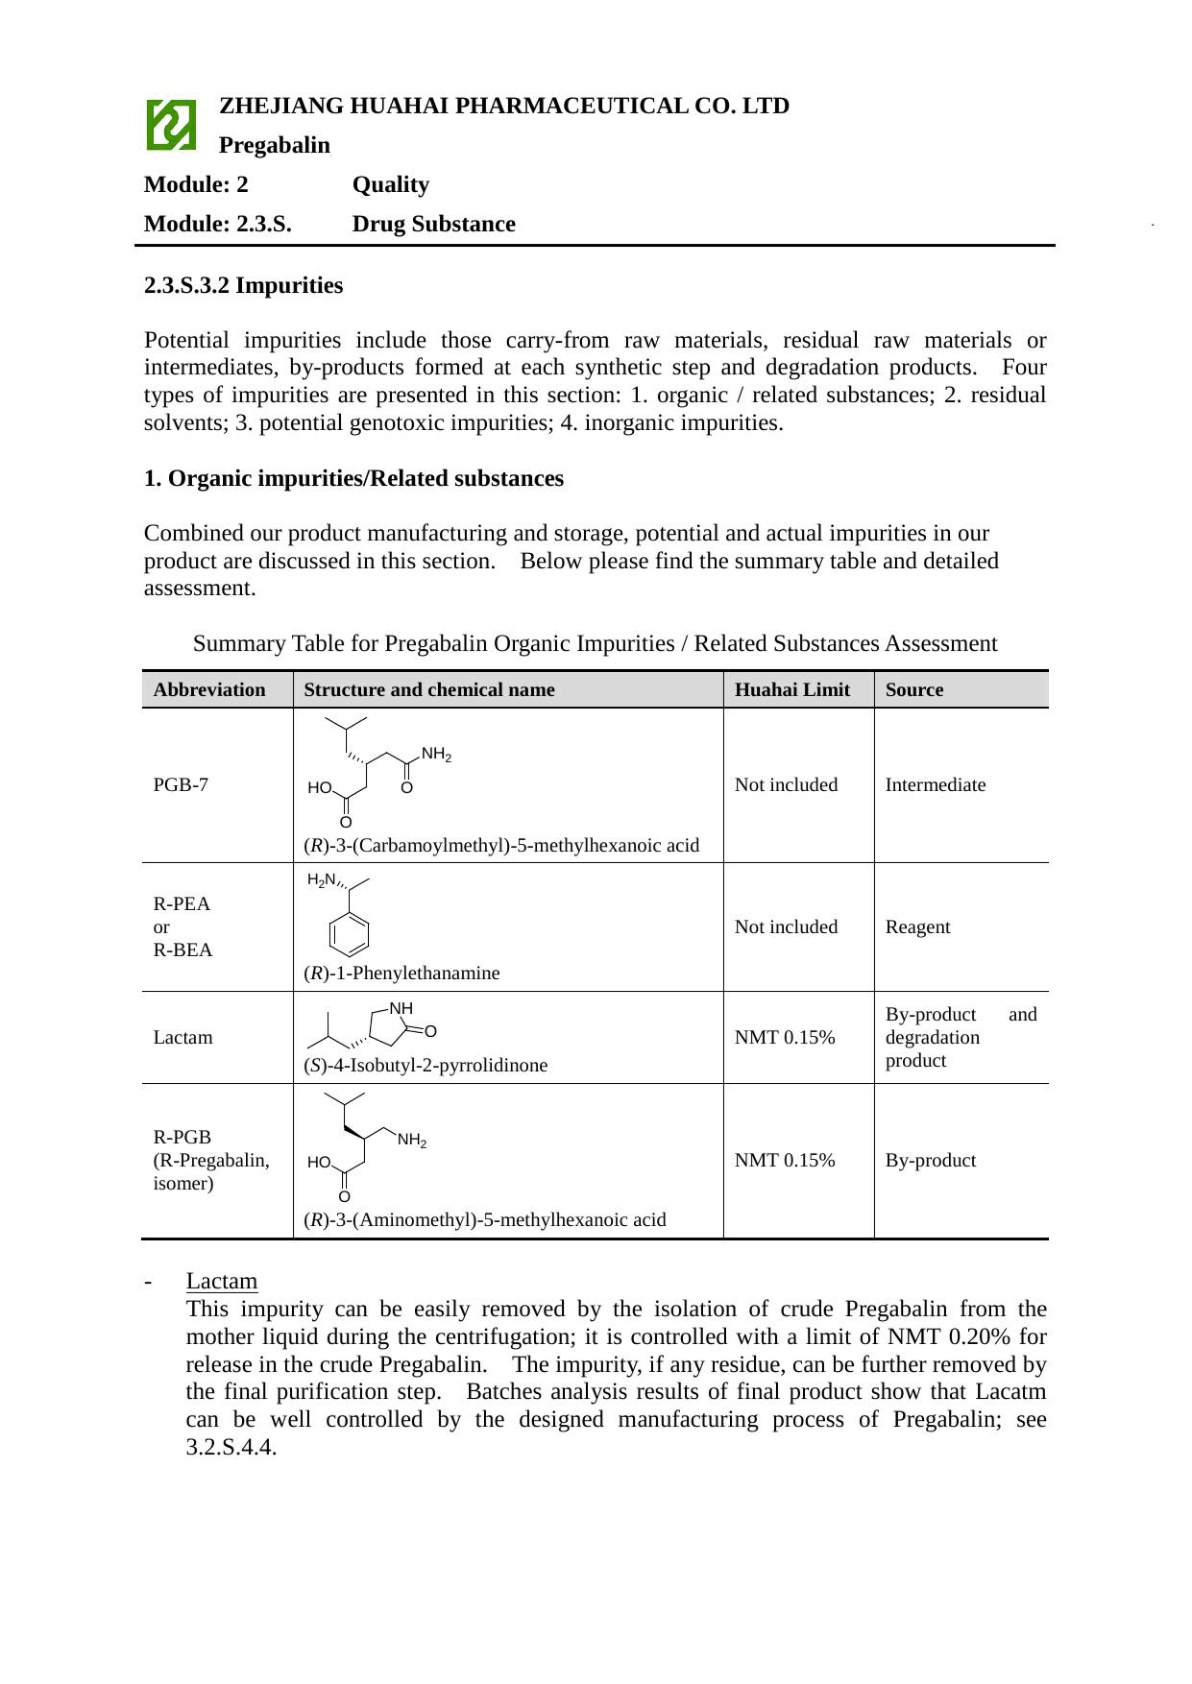 ZHEJIANG HUAHAI PHARMACEUTICAL CO. LTD
Pregabalin
Module: 2 Quality
Module: 2.3.S. Drug Substance
2.3.S.3.2 Impurities
Potential impurities include those carry-from raw materials, residual raw materials or
intermediates, by-products formed at each synthetic step and degradation products. Four
types of impurities are presented in this section: 1. organic / related substances; 2. residual
solvents; 3. potential genotoxic impurities; 4. inorganic impurities.
1. Organic impurities/Related substances
Combined our product manufacturing and storage, potential and actual impurities in our
product are discussed in this section. Below please find the summary table and detailed
assessment.
Summary Table for Pregabalin Organic Impurities / Related Substances Assessment
Abbreviation Structure and chemical name Huahai Limit Source
NH2
PGB-7 HO O Not included Intermediate
O
(R)-3-(Carbamoylmethyl)-5-methylhexanoic acid
H2N
R-PEA
or Not included Reagent
R-BEA
(R)-1-Phenylethanamine
NH
By-product and
O
Lactam NMT 0.15% degradation
product
(S)-4-Isobutyl-2-pyrrolidinone
R-PGB NH2
(R-Pregabalin, HO NMT 0.15% By-product
isomer)
O
(R)-3-(Aminomethyl)-5-methylhexanoic acid
- Lactam
This impurity can be easily removed by the isolation of crude Pregabalin from the
mother liquid during the centrifugation; it is controlled with a limit of NMT 0.20% for
release in the crude Pregabalin. The impurity, if any residue, can be further removed by
the final purification step. Batches analysis results of final product show that Lacatm
can be well controlled by the designed manufacturing process of Pregabalin; see
3.2.S.4.4.